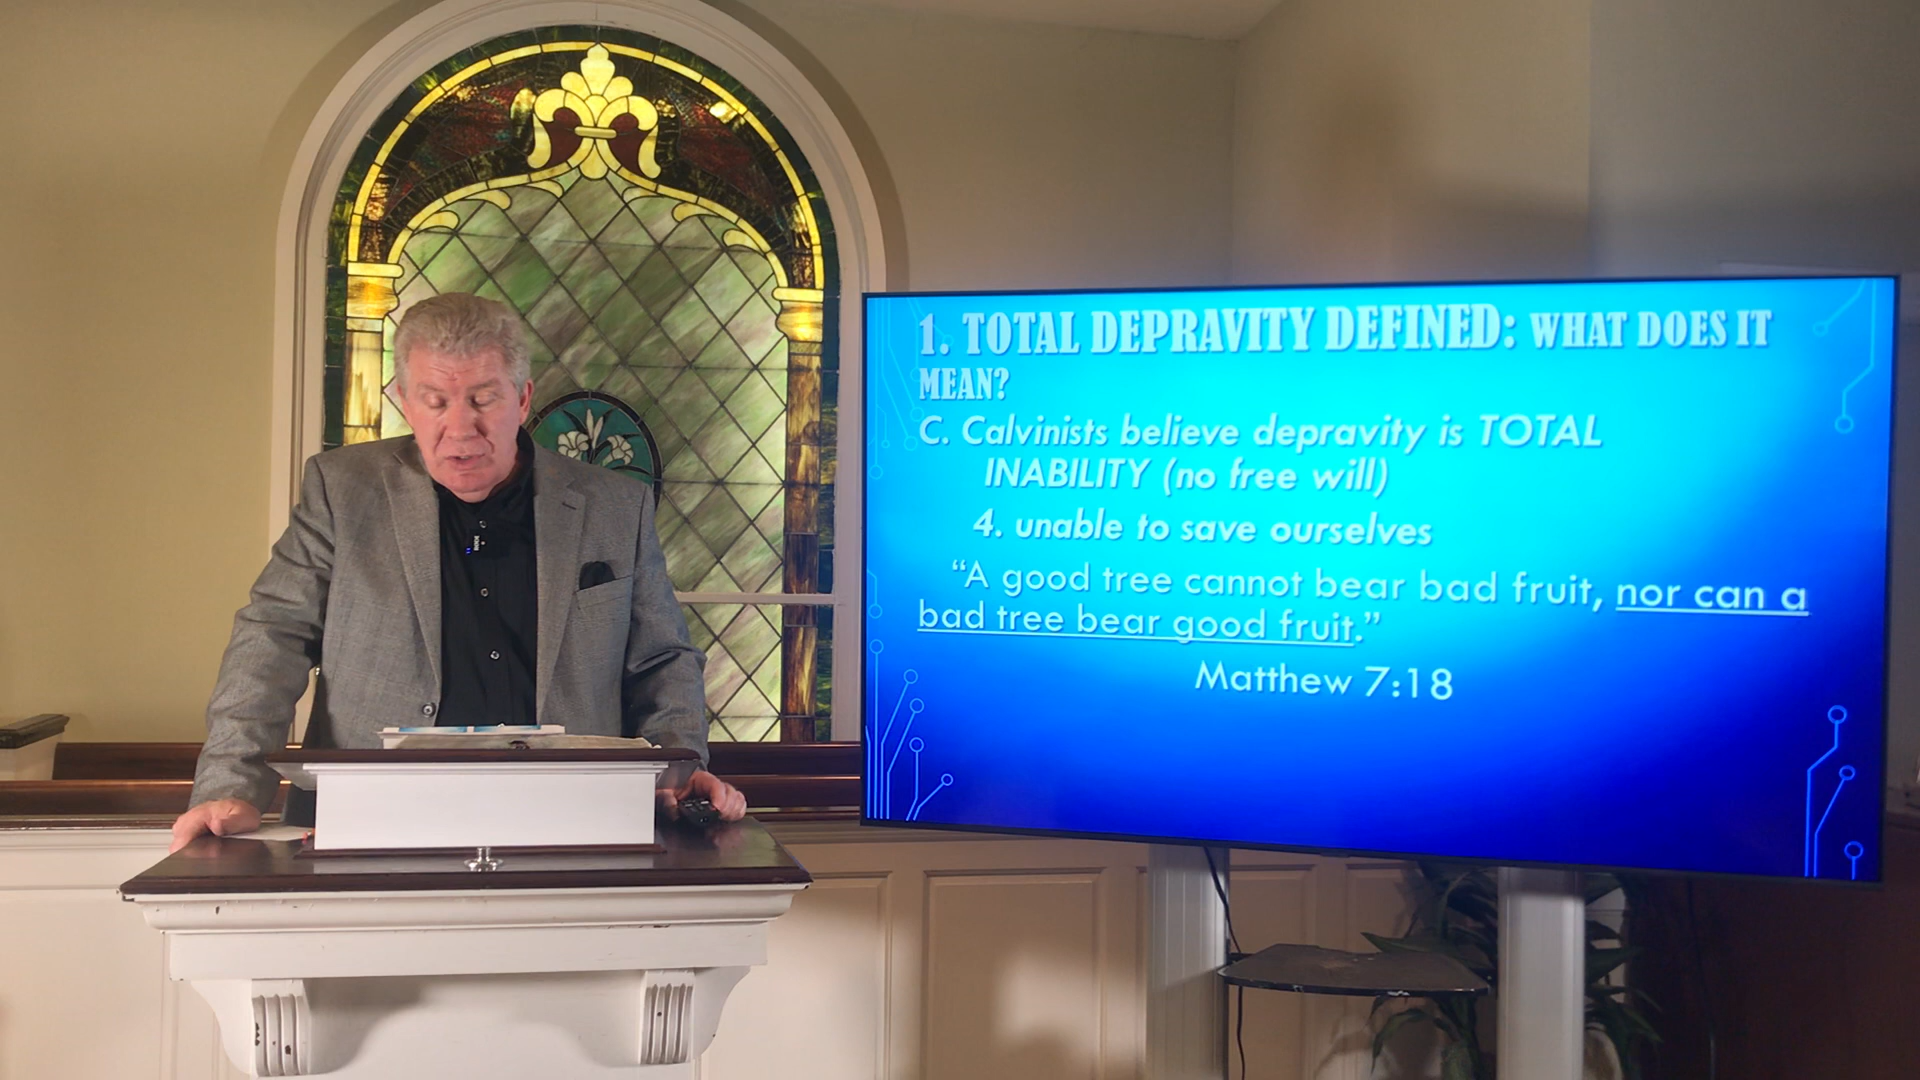 1. TOTAL DEPRAVITY DEFINED: WHAT DOES IT
MEAN?
C. Calvinists believe depravity is TOTAL
INABILITY (no free will)
4. unable to save ourselves
“A good tree cannot bear bad fruit, nor can a
bad tree bear good fruit.”
Matthew 7:18